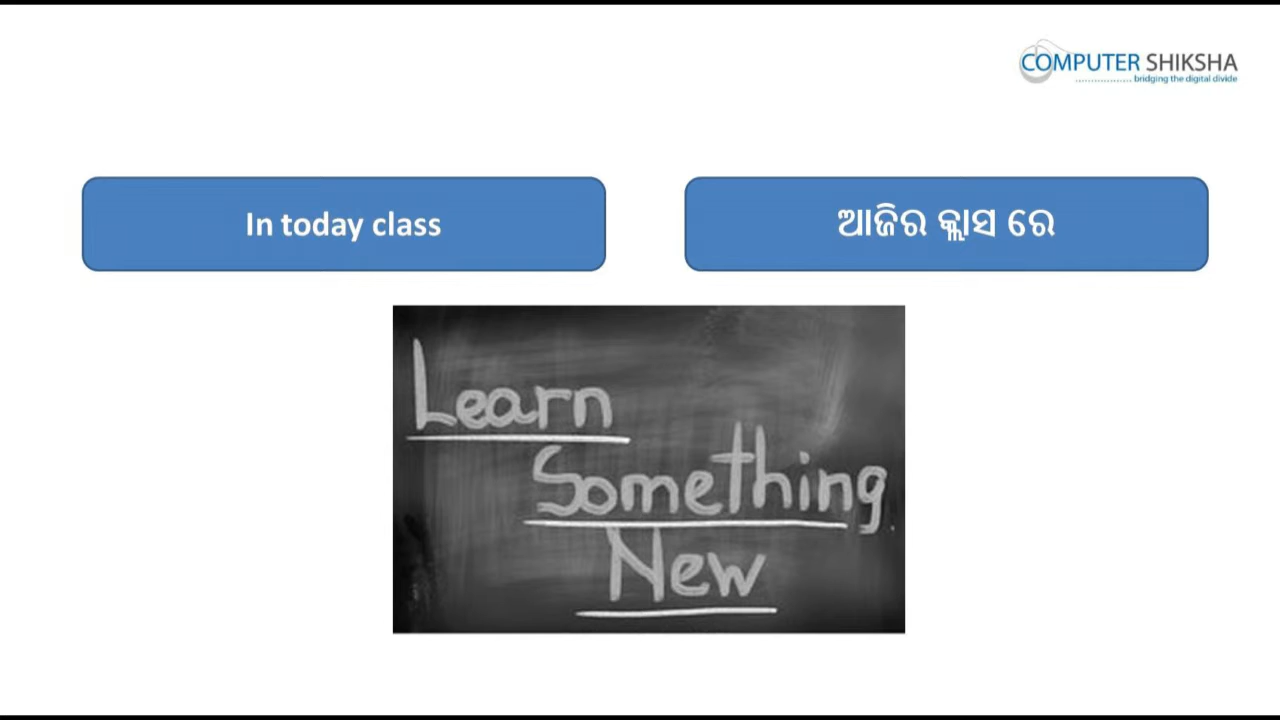 COMPUTER SHIKSHA
bridging the digital divide
In today class
ଆଜିର କ୍ଲାସ ରେ
Learn
Something
New